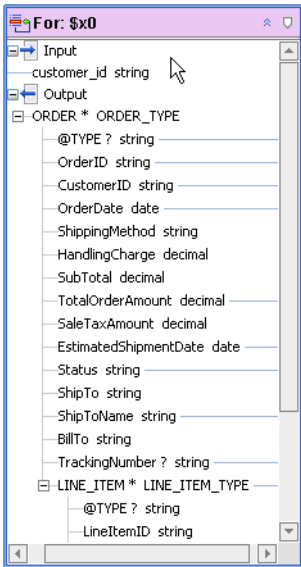 For: $x0
Input
customer_id string
Output
ORDER * ORDER_TYPE
@TYPE ? string
OrderID string
CustomerID string
OrderDate date
ShippingMethod string
HandlingCharge decimal
SubTotal decimal
TotalOrderAmount decimal
SaleTaxAmount decimal
EstimatedShipmentDate date
Status string
ShipTo string
ShipToName string
BillTo string
TrackingNumber ? string
LINE_ITEM * LINE_ITEM_TYPE
@TYPE ? string
LineItemID string